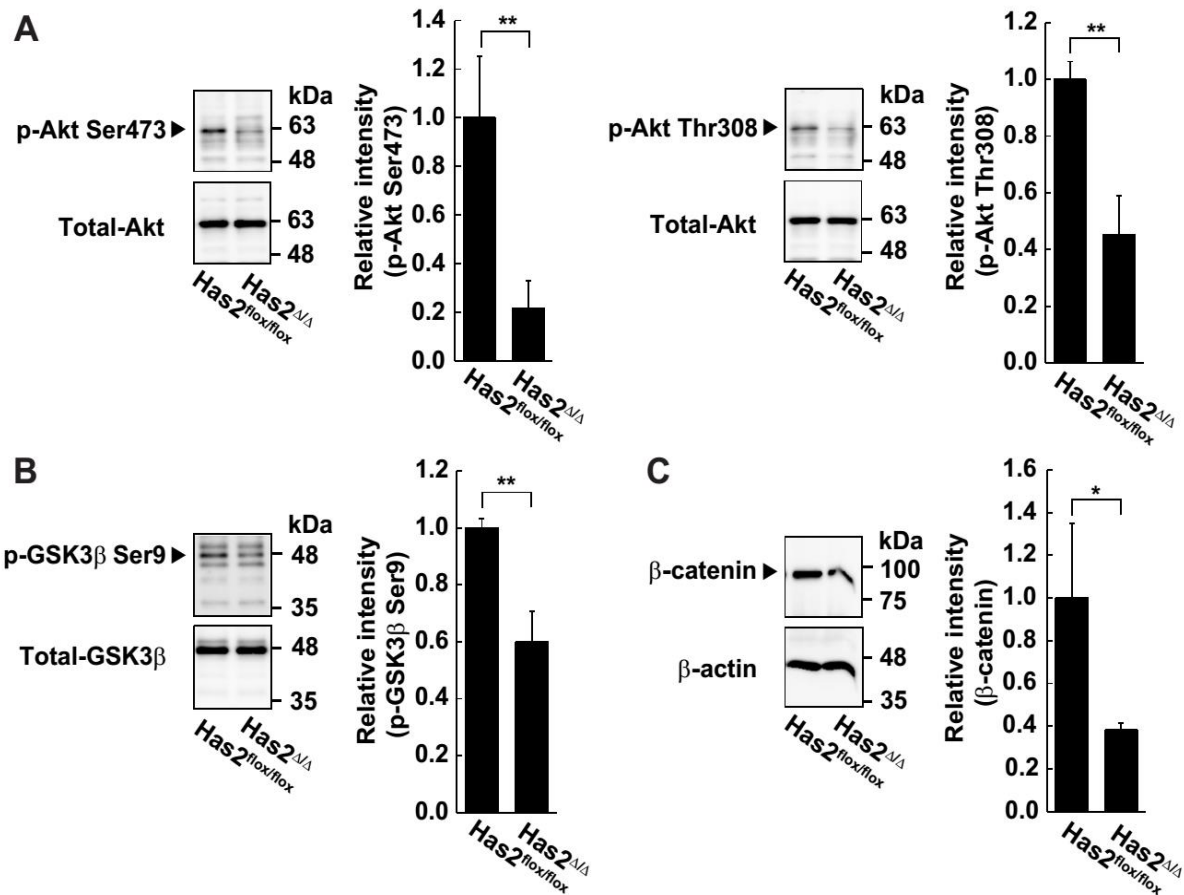 A
p-Akt Ser473
kDa
63
48
Total-Akt
63
48
Has2flox/flox
Has2Δ/Δ
Relative intensity
(p-Akt Ser473)
1.4
1.2
1.0
0.8
0.6
0.4
0.2
0.0
**
Has2flox/flox
Has2Δ/Δ
p-Akt Thr308
kDa
63
48
Total-Akt
63
48
Has2flox/flox
Has2Δ/Δ
Relative intensity
(p-Akt Thr308)
1.2
1.0
0.8
0.6
0.4
0.2
0.0
**
Has2flox/flox
Has2Δ/Δ
B
p-GSK3β Ser9
kDa
48
35
Total-GSK3β
48
35
Has2flox/flox
Has2Δ/Δ
Relative intensity
(p-GSK3β Ser9)
1.2
1.0
0.8
0.6
0.4
0.2
0.0
**
Has2flox/flox
Has2Δ/Δ
C
β-catenin
kDa
100
75
β-actin
48
35
Has2flox/flox
Has2Δ/Δ
Relative intensity
(β-catenin)
1.6
1.4
1.2
1.0
0.8
0.6
0.4
0.2
0.0
*
Has2flox/flox
Has2Δ/Δ